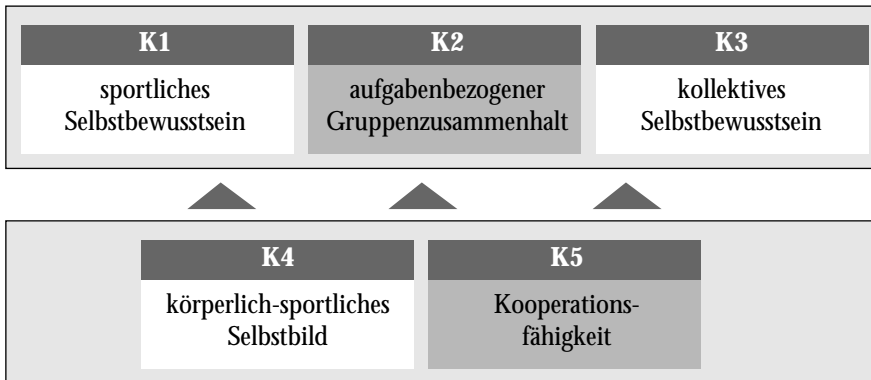 K1
sportliches
Selbstbewusstsein
K2
aufgabenbezogener
Gruppenzusammenhalt
K3
kollektives
Selbstbewusstsein
K4
körperlich-sportliches
Selbstbild
K5
Kooperations-
fähigkeit